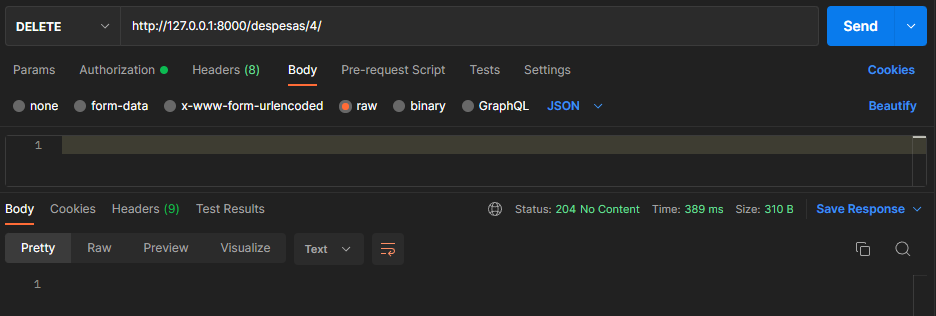 DELETE http://127.0.0.1:8000/despesas/4/ Send
Params Authorization Headers (8) Body Pre-request Script Tests Settings Cookies
none form-data x-www-form-urlencoded raw binary GraphQL JSON Beautify
1
Body Cookies Headers (9) Test Results Status: 204 No Content Time: 389 ms Size: 310 B Save Response
Pretty Raw Preview Visualize Text
1